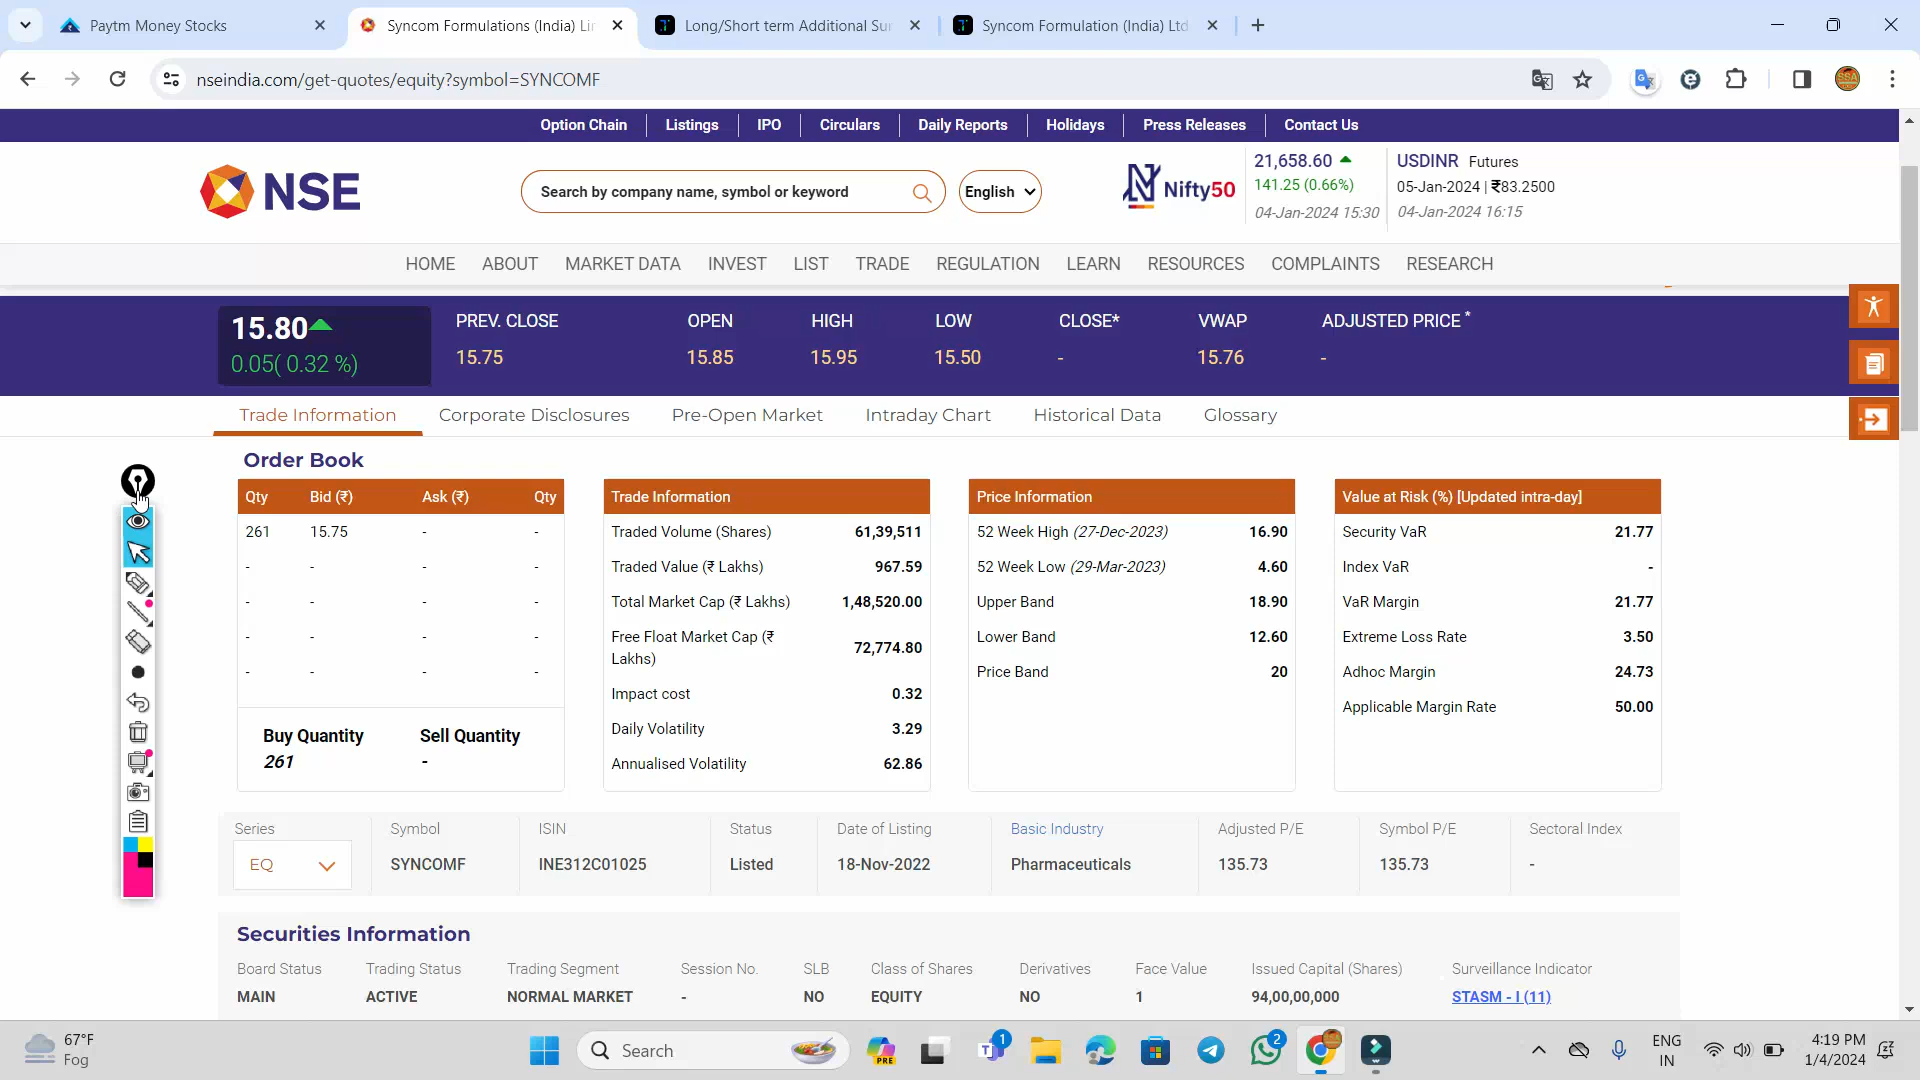 Paytm Money Stocks
Syncom Formulations (India) Li
Long/Short term Additional Su
Syncom Formulation (India) Ltd
nseindia.com/get-quotes/equity?symbol=SYNCOMF
Option Chain Listings IPO Circulars Daily Reports Holidays Press Releases Contact Us
NSE
Search by company name, symbol or keyword
English
Nifty50
21,658.60
141.25 (0.66%)
04-Jan-2024 15:30
USDINR Futures
05-Jan-2024 | ₹83.2500
04-Jan-2024 16:15
HOME ABOUT MARKET DATA INVEST LIST TRADE REGULATION LEARN RESOURCES COMPLAINTS RESEARCH
15.80
0.05( 0.32 %)
PREV. CLOSE OPEN HIGH LOW CLOSE* VWAP ADJUSTED PRICE *
15.75 15.85 15.95 15.50 - 15.76 -
Trade Information Corporate Disclosures Pre-Open Market Intraday Chart Historical Data Glossary
Order Book
Qty Bid (₹) Ask (₹) Qty
261 15.75 - -
- - - -
- - - -
- - - -
- - - -
Buy Quantity Sell Quantity
261 -
Trade Information
Traded Volume (Shares) 61,39,511
Traded Value (₹ Lakhs) 967.59
Total Market Cap (₹ Lakhs) 1,48,520.00
Free Float Market Cap (₹
Lakhs) 72,774.80
Impact cost 0.32
Daily Volatility 3.29
Annualised Volatility 62.86
Price Information
52 Week High (27-Dec-2023) 16.90
52 Week Low (29-Mar-2023) 4.60
Upper Band 18.90
Lower Band 12.60
Price Band 20
Value at Risk (%) [Updated intra-day]
Security VaR 21.77
Index VaR -
VaR Margin 21.77
Extreme Loss Rate 3.50
Adhoc Margin 24.73
Applicable Margin Rate 50.00
Series Symbol ISIN Status Date of Listing Basic Industry Adjusted P/E Symbol P/E Sectoral Index
EQ SYNCOMF INE312C01025 Listed 18-Nov-2022 Pharmaceuticals 135.73 135.73 -
Securities Information
Board Status Trading Status Trading Segment Session No. SLB Class of Shares Derivatives Face Value Issued Capital (Shares) Surveillance Indicator
MAIN ACTIVE NORMAL MARKET - NO EQUITY NO 1 94,00,00,000 STASM - I (11)
67°F
Fog
Search
PRE
1
2
ENG
IN
4:19 PM
1/4/2024